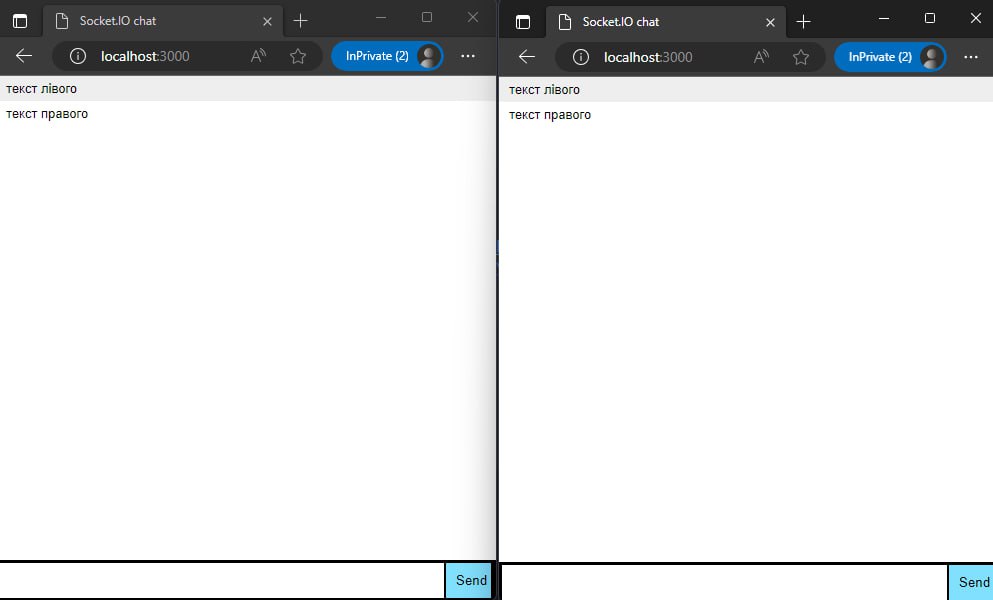 Socket.IO chat
localhost:3000
InPrivate (2)
текст лівого
текст правого
Send
Socket.IO chat
localhost:3000
InPrivate (2)
текст лівого
текст правого
Send